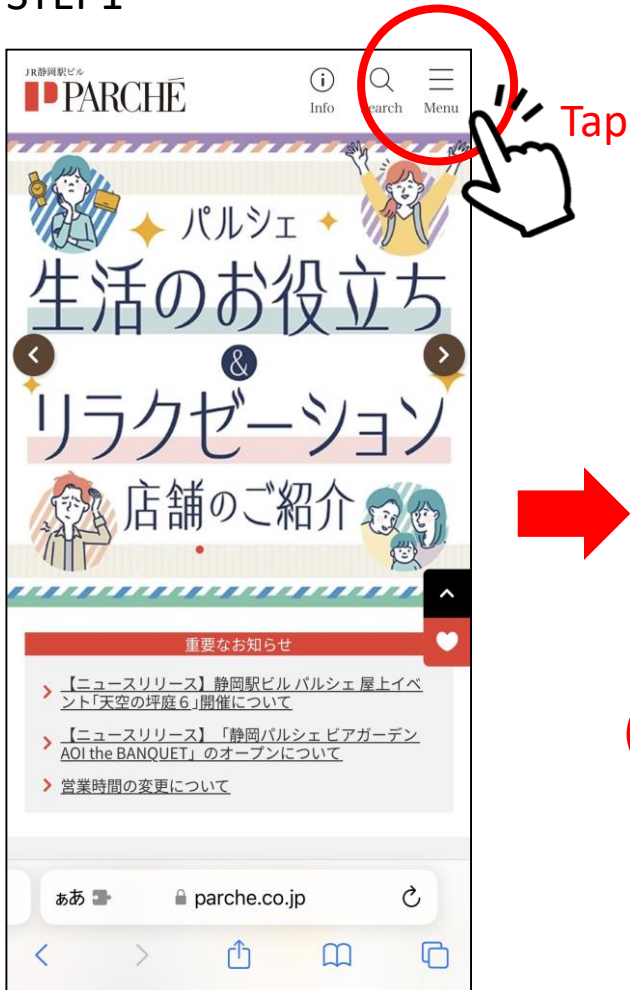 STEP1
JR静岡駅ビル
PARCHE
Info
Search
Menu
Tap
パルシェ
生活のお役立ち
&
リラクゼーション
店舗のご紹介
重要なお知らせ
【ニュースリリース】静岡駅ビル パルシェ 屋上イベ
ント「天空の坪庭6」開催について
【ニュースリリース】「静岡パルシェ ビアガーデン
AOI the BANQUET」のオープンについて
営業時間の変更について
ぁあ
parche.co.jp